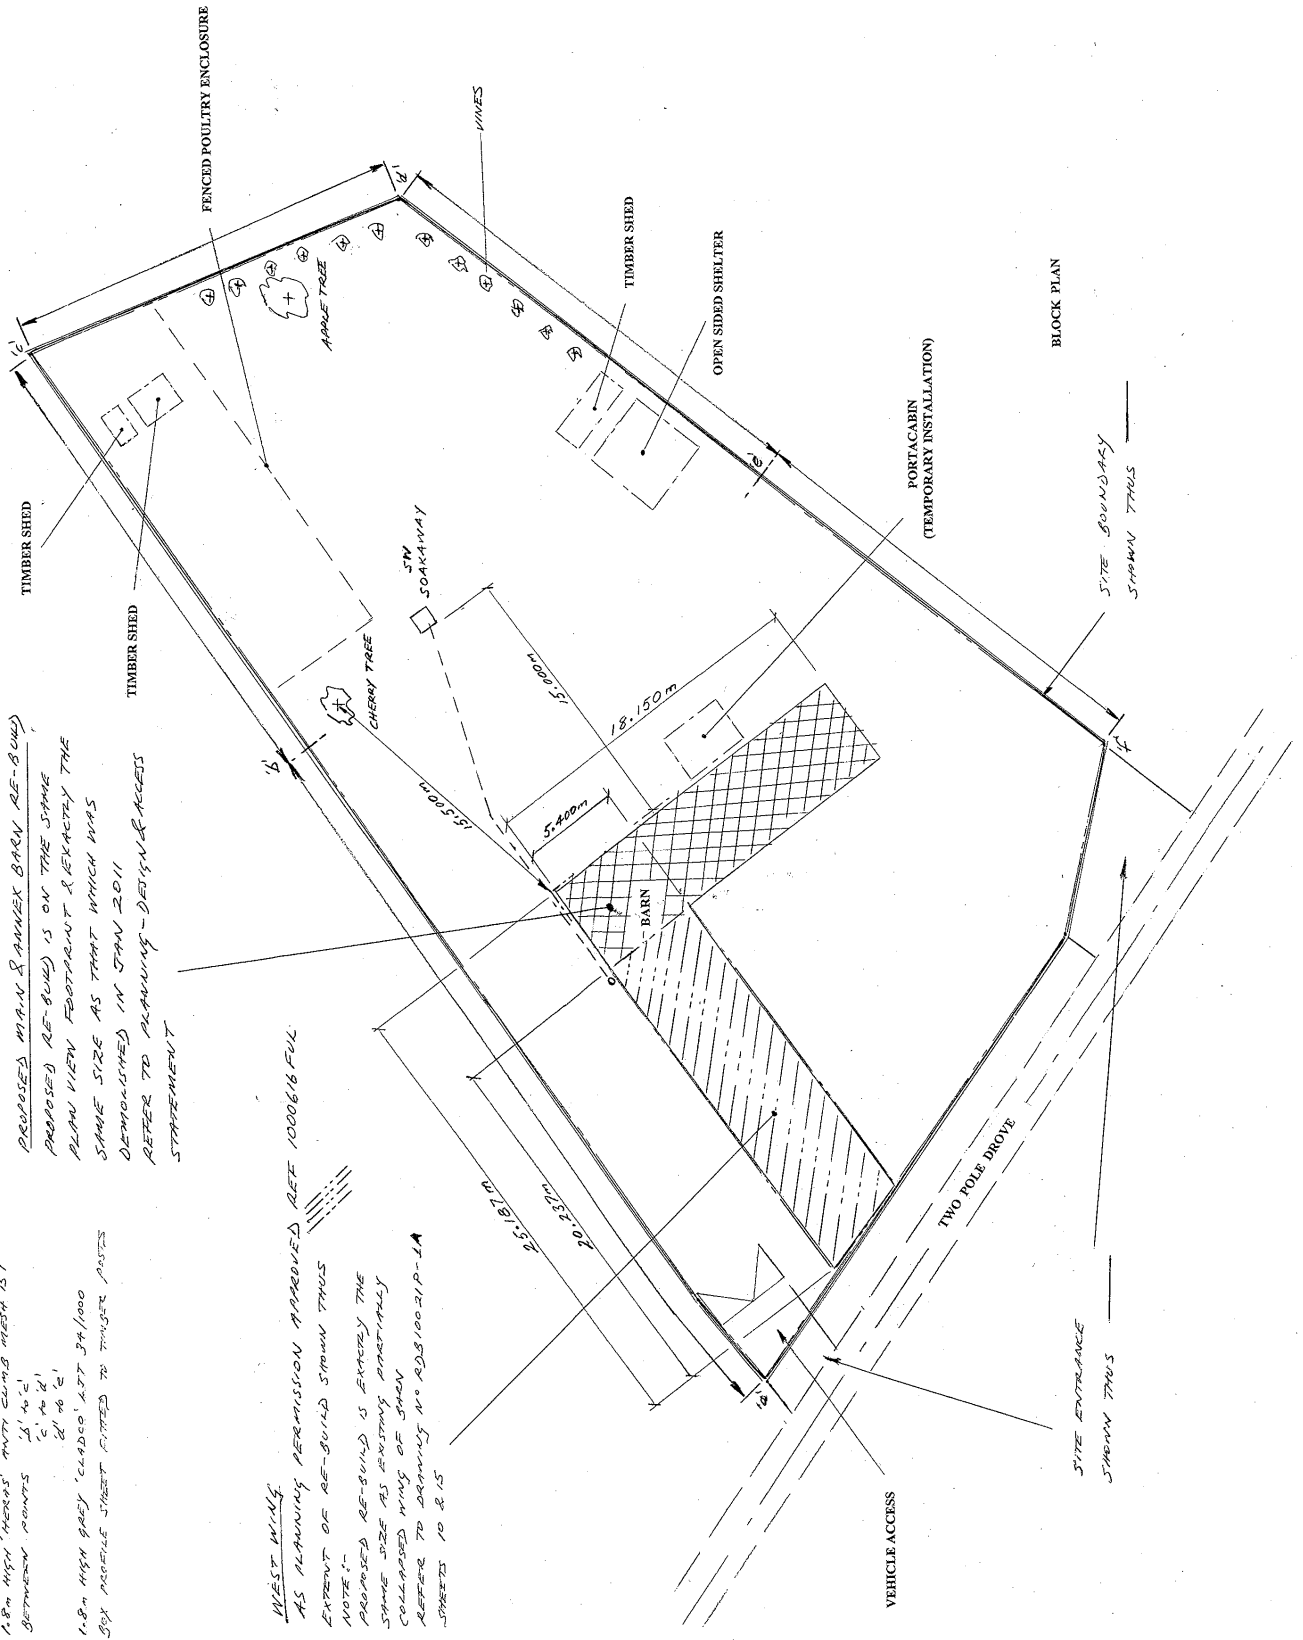 1.8m HIGH 'HERAS' ANTI CLIMB MESH IS 1
BETWEEN POINTS 'b' to 'c'
'c' to 'd'
'd' to 'e'
1.8m HIGH GREY 'CLADCO' 34/1000
BOX PROFILE SHEET FITTED TO TIMBER POSTS
PROPOSED MAIN & ANNEX BARN RE-BUILD
PROPOSED RE-BUILD IS ON THE SAME
PLAN VIEW FOOTPRINT & EXACTLY THE
SAME SIZE AS THAT WHICH WAS
DEMOLISHED IN JAN 2011
REFER TO PLANNING-DESIGN & ACCESS
STATEMENT
WEST WING
AS PLANNING PERMISSION APPROVED REF 1000616 FUL
EXTENT OF RE-BUILD SHOWN THUS
NOTE:-
PROPOSED RE-BUILD IS EXACTLY THE
SAME SIZE AS EXISTING PARTIALLY
COLLAPSED WING OF BARN
REFER TO DRAWING No RDB10021P-1A
SHEETS 10 & 15
TIMBER SHED
TIMBER SHED
FENCED POULTRY ENCLOSURE
'c'
'd'
VINES
APPLE TREE
TIMBER SHED
OPEN SIDED SHELTER
CHERRY TREE
SW
SOAKAWAY
'b'
'e'
15.000m
15.500m
18.150m
5.400m
BARN
PORTACABIN
(TEMPORARY INSTALLATION)
BLOCK PLAN
SITE BOUNDARY
SHOWN THUS
'f'
25.187m
20.237m
'a'
TWO POLE DROVE
SITE ENTRANCE
SHOWN THUS
VEHICLE ACCESS